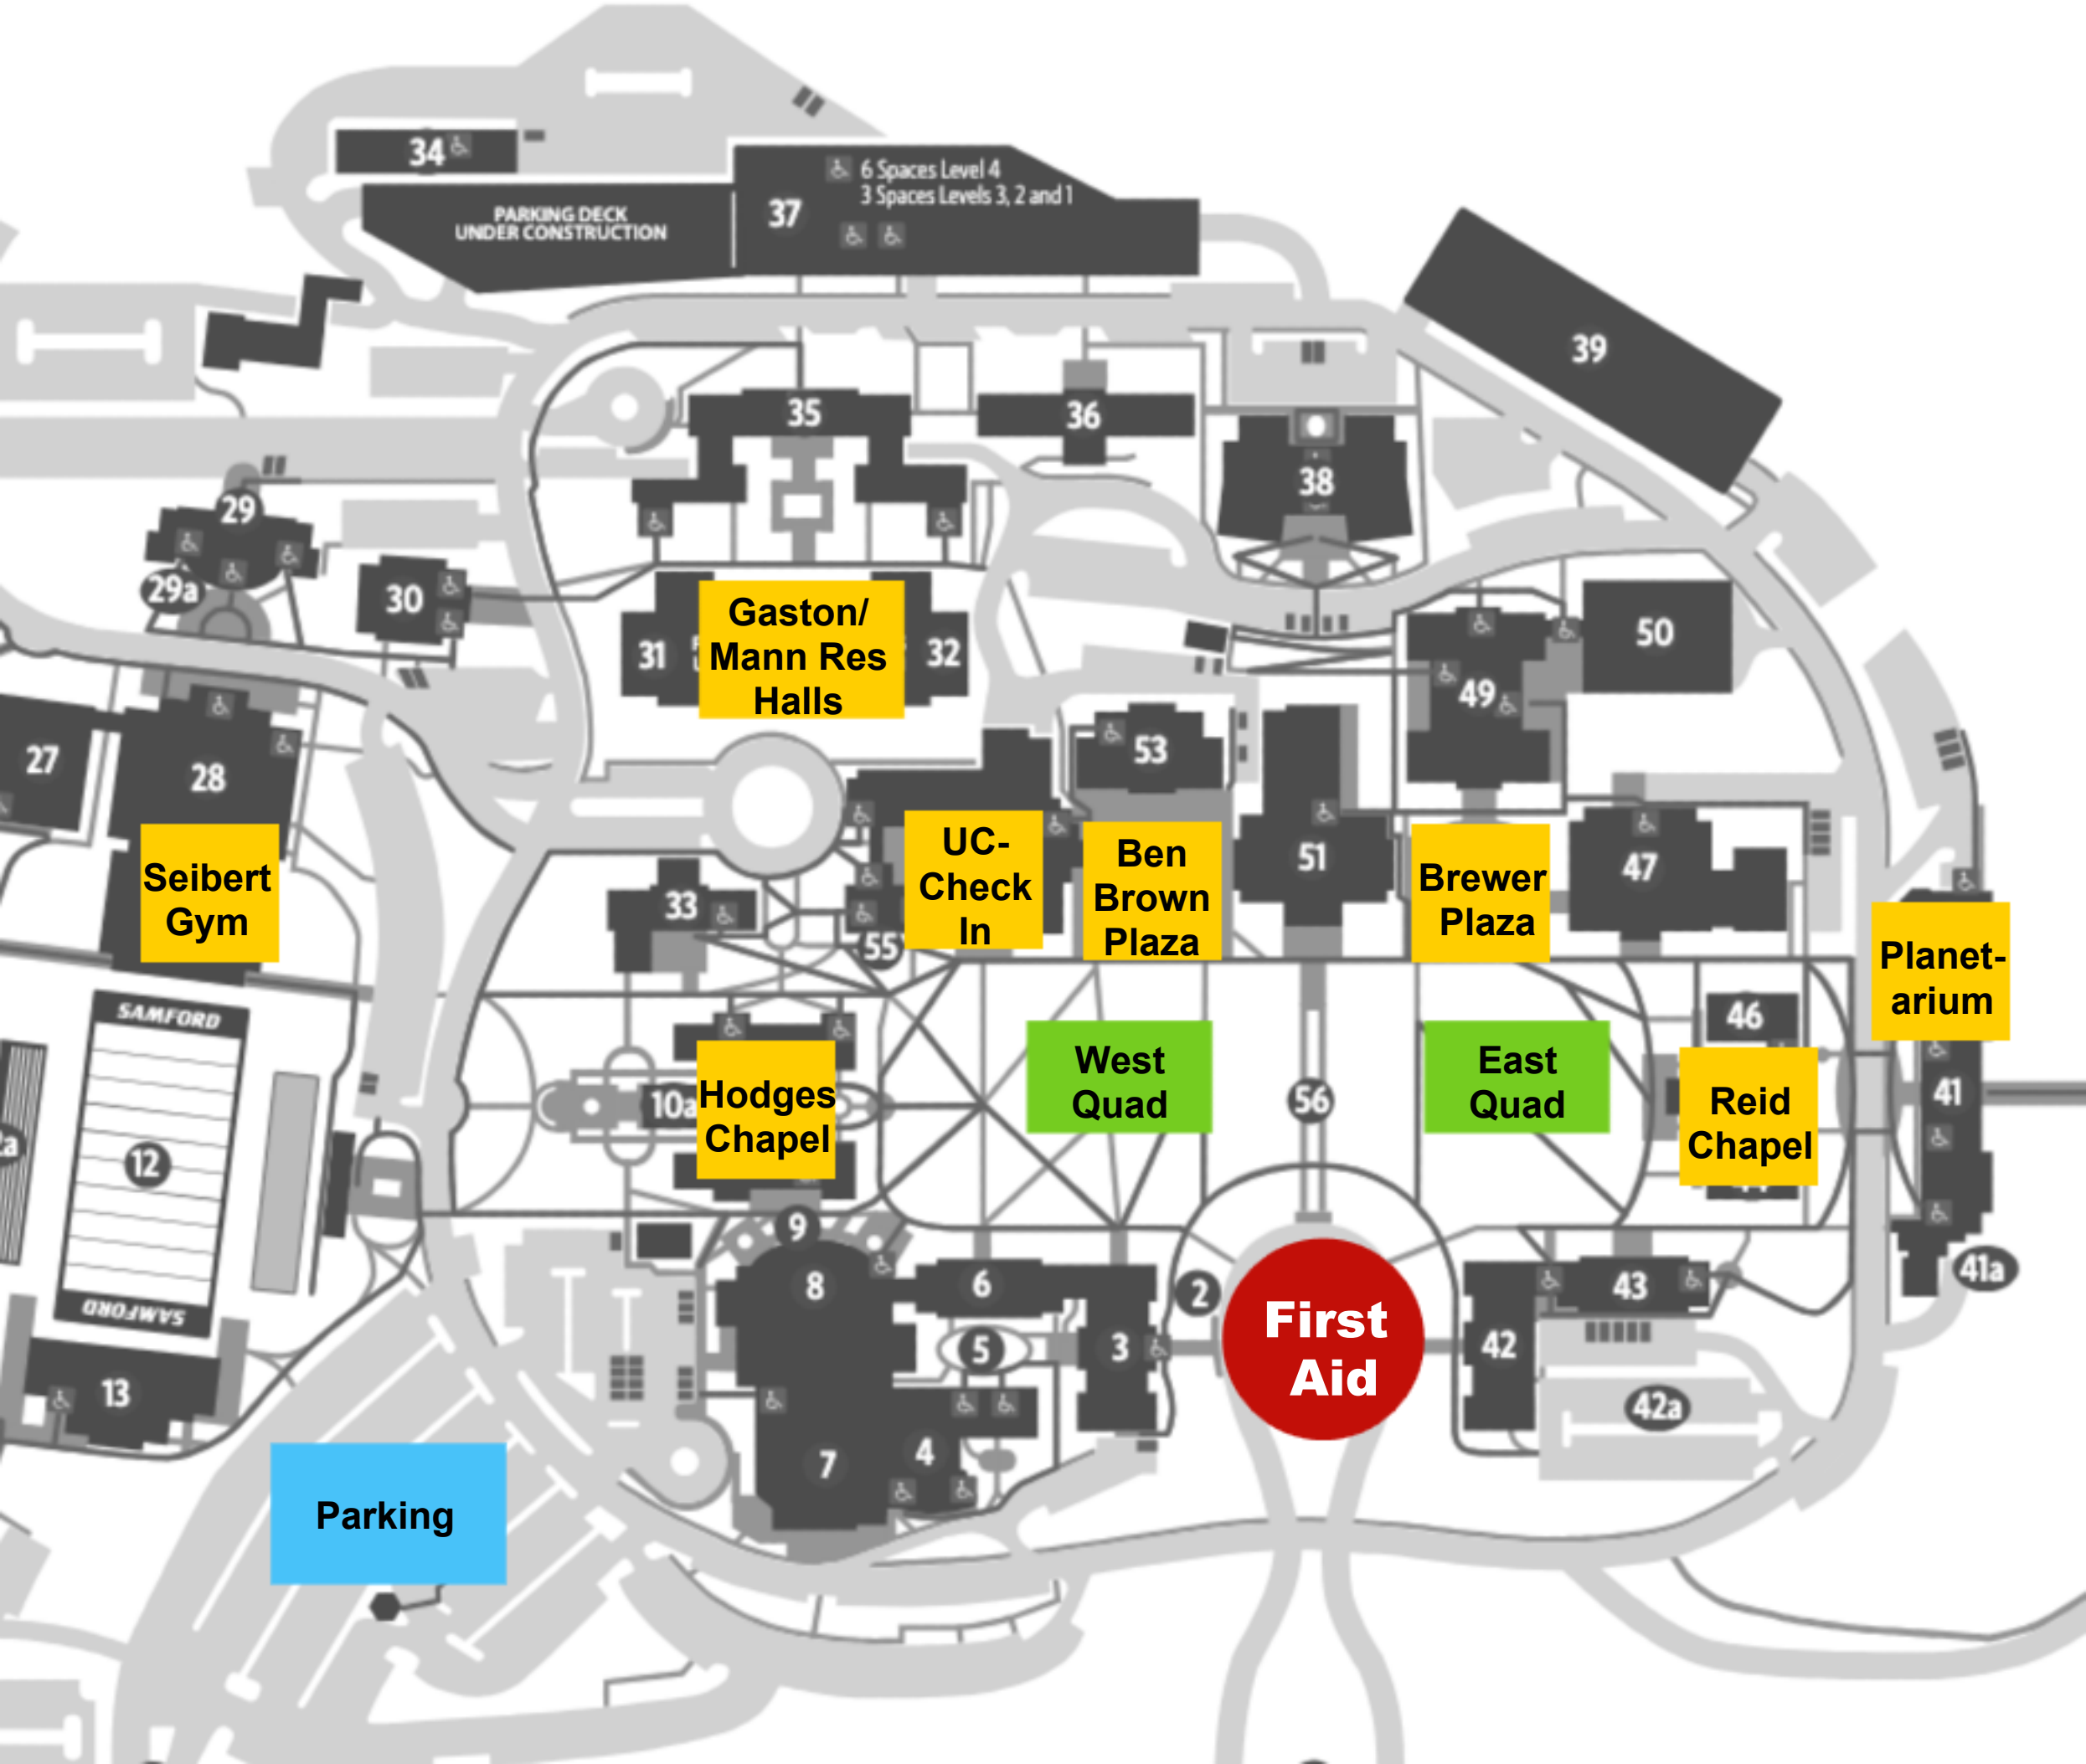 34
6 Spaces Level 4
3 Spaces Levels 3, 2 and 1
37
PARKING DECK
UNDER CONSTRUCTION
39
35
36
38
29
29a
30
31
Gaston/
Mann Res
Halls
32
50
49
53
27
28
51
47
UC-
Check
In
Ben
Brown
Plaza
Brewer
Plaza
Seibert
Gym
33
55
Planet-
arium
SAMFORD
46
West
Quad
56
East
Quad
10a
Hodges
Chapel
Reid
Chapel
41
12
SAMFORD
9
8
6
2
First
Aid
43
41a
5
3
42
13
42a
7
4
Parking